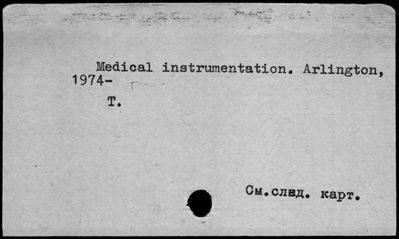 Medical instrumentation. Arlington,
1974-
Т.
См.след. карт.